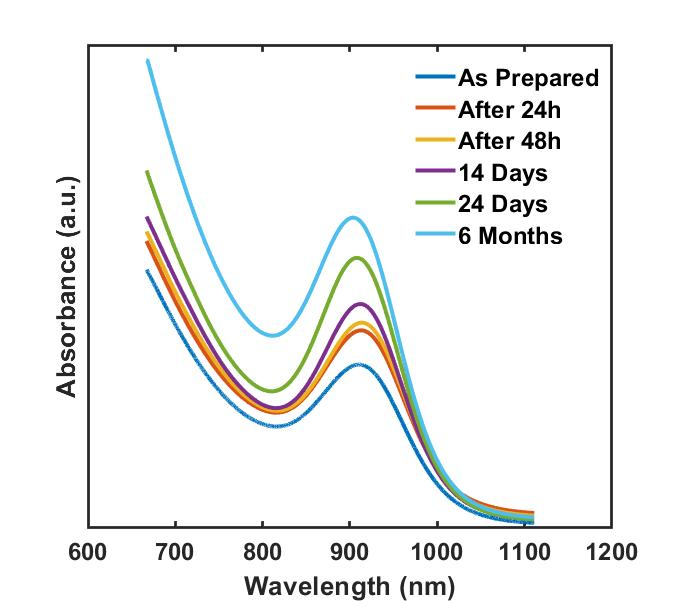 As Prepared
After 24h
After 48h
14 Days
24 Days
6 Months
Absorbance (a.u.)
600 700 800 900 1000 1100 1200
Wavelength (nm)